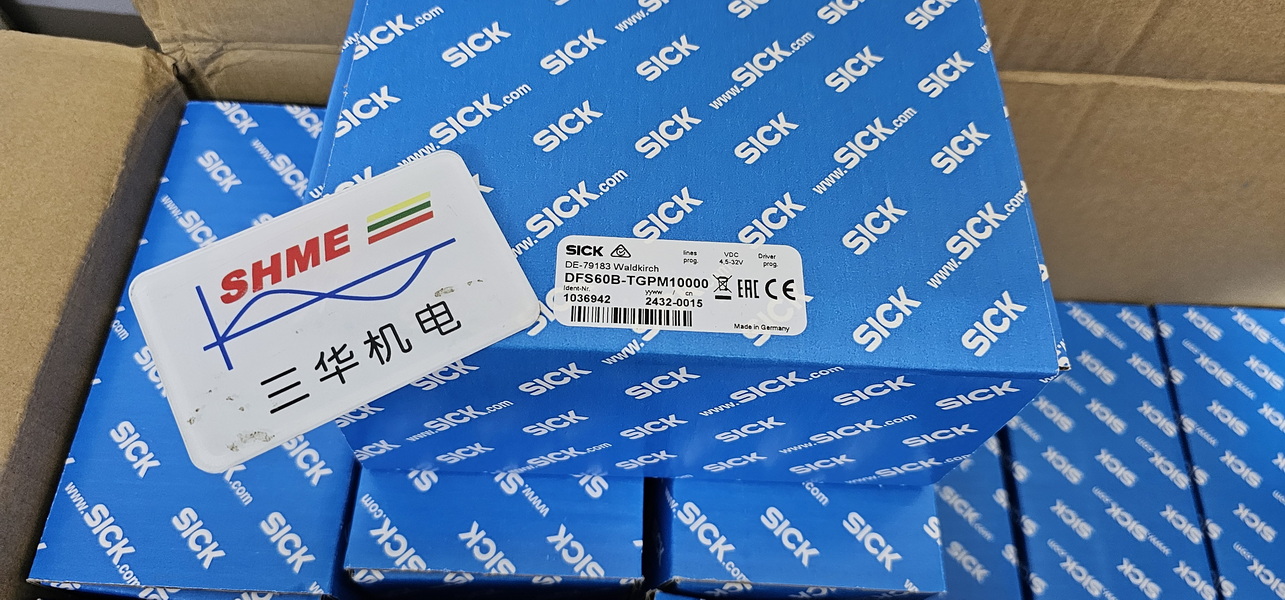 SICK
www.SICK.com
SHME
三华机电
SICK
lines
prog.
VDC
4,5-32V
Driver
prog.
DE-79183 Waldkirch
DFS60B-TGPM10000
Ident-Nr.
yyww / cn
1036942
2432-0015
EAC CE
Made in Germany